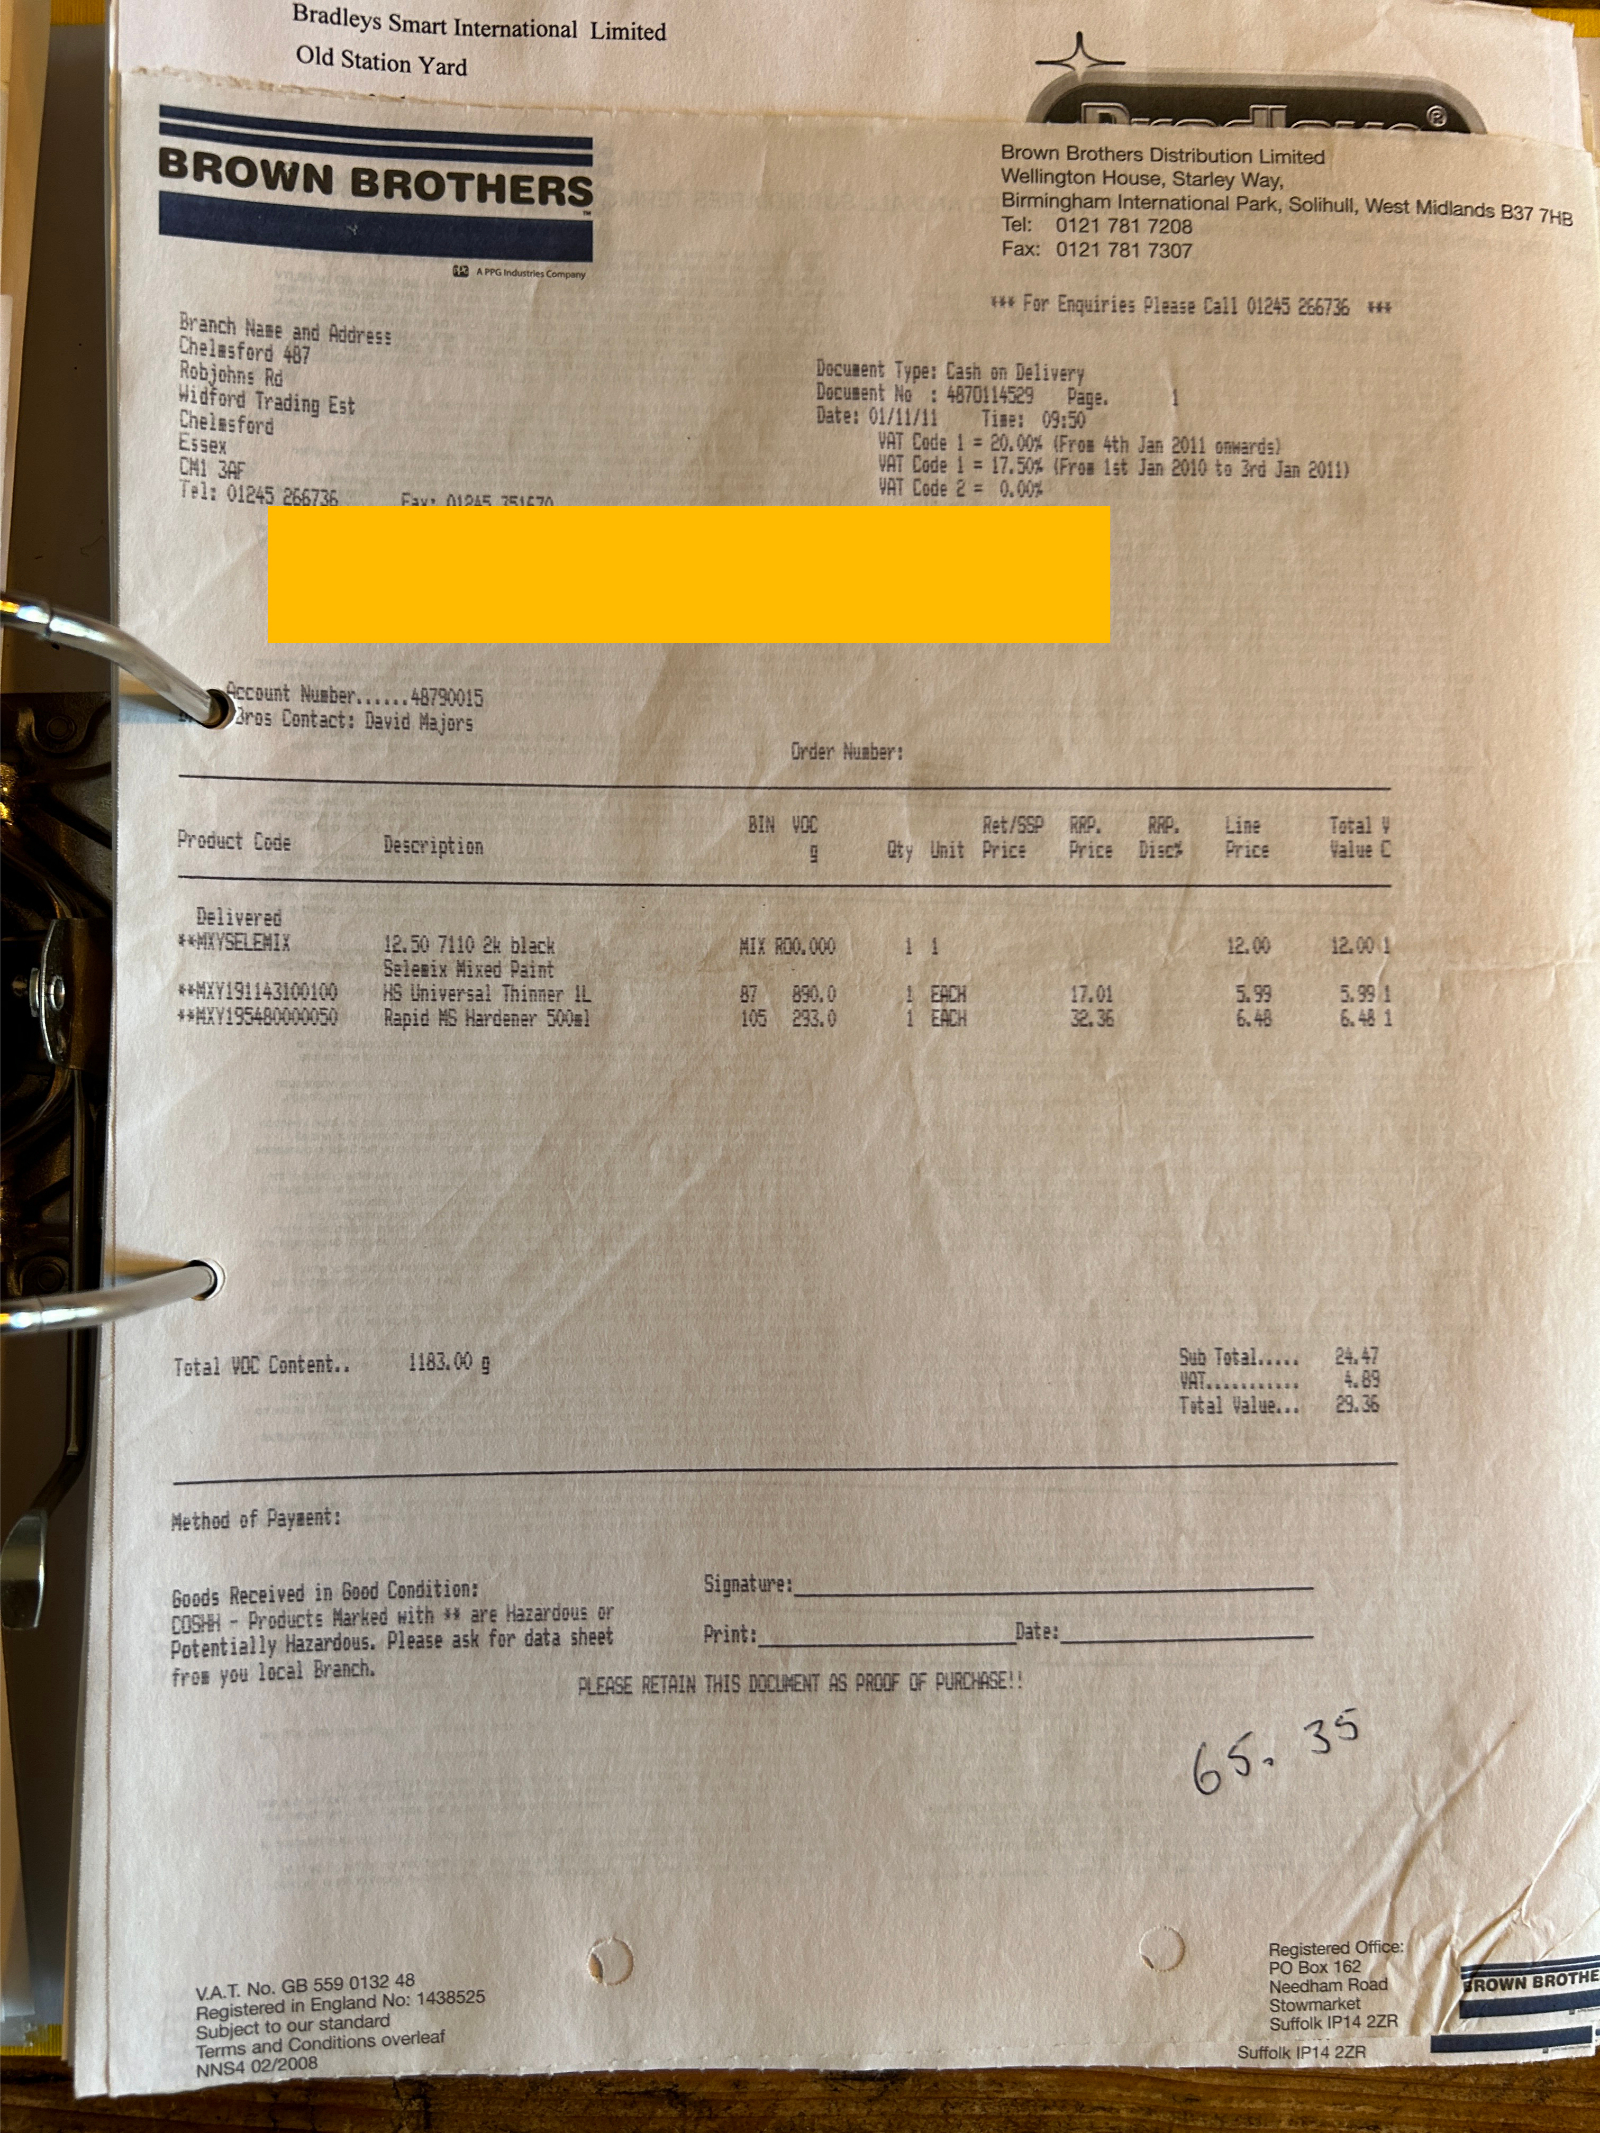 Bradleys Smart International Limited
Old Station Yard
Bradleys®
BROWN BROTHERS™
PPG A PPG Industries Company
Brown Brothers Distribution Limited
Wellington House, Starley Way,
Birmingham International Park, Solihull, West Midlands B37 7HB
Tel: 0121 781 7208
Fax: 0121 781 7307
*** For Enquiries Please Call 01245 266736 ***
Branch Name and Address
Chelmsford 487
Robjohns Rd
Widford Trading Est
Chelmsford
Essex
CM1 3AF
Tel: 01245 266736 Fax: 01245 351670
Document Type: Cash on Delivery
Document No : 4870114529 Page. 1
Date: 01/11/11 Time: 09:50
VAT Code 1 = 20.00% (From 4th Jan 2011 onwards)
VAT Code 1 = 17.50% (From 1st Jan 2010 to 3rd Jan 2011)
VAT Code 2 = 0.00%
Account Number......48790015
Bros Contact: David Majors
Order Number:
Product Code Description BIN VOC g Qty Unit Ret/SSP Price RRP. Price RRP. Disc% Line Price Total Value V C
Delivered
**MXYSELEMIX 12.50 7110 2k black MIX ROO.000 1 1 12.00 12.00 1
Selemix Mixed Paint
**MXY191143100100 HS Universal Thinner 1L 87 890.0 1 EACH 17.01 5.99 5.99 1
**MXY195480000050 Rapid MS Hardener 500ml 105 293.0 1 EACH 32.36 6.48 6.48 1
Total VOC Content.. 1183.00 g
Sub Total..... 24.47
VAT........... 4.89
Total Value... 29.36
Method of Payment:
Goods Received in Good Condition:
COSHH - Products Marked with ** are Hazardous or
Potentially Hazardous. Please ask for data sheet
from you local Branch.
Signature:
Print: Date:
PLEASE RETAIN THIS DOCUMENT AS PROOF OF PURCHASE!!
65. 35
V.A.T. No. GB 559 0132 48
Registered in England No: 1438525
Subject to our standard
Terms and Conditions overleaf
NNS4 02/2008
Registered Office:
PO Box 162
Needham Road
Stowmarket
Suffolk IP14 2ZR
Suffolk IP14 2ZR
BROWN BROTHE